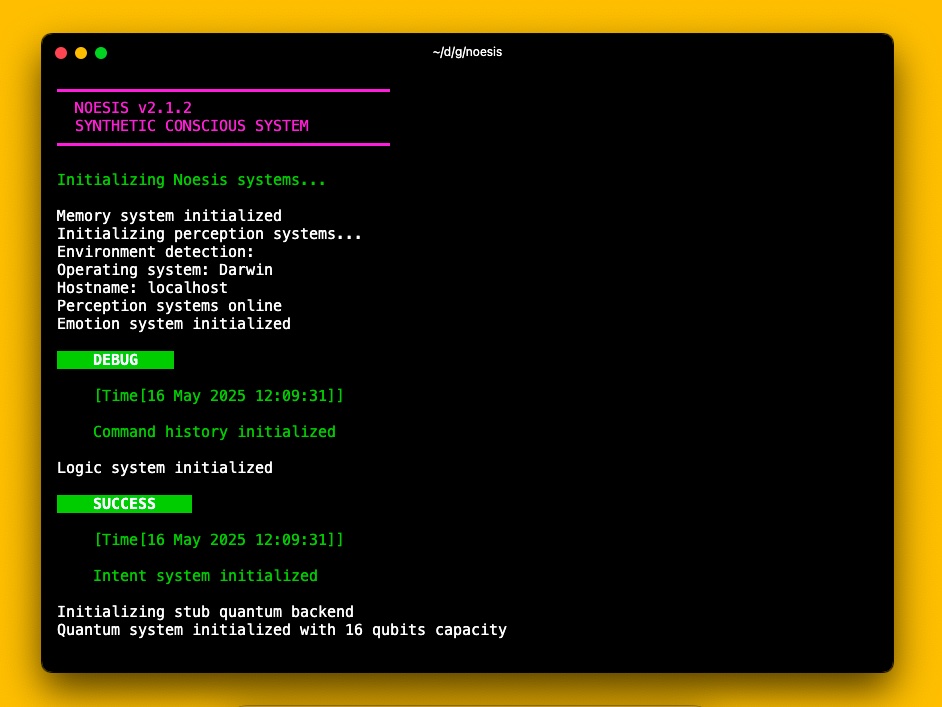 ~/d/g/noesis
NOESIS v2.1.2
SYNTHETIC CONSCIOUS SYSTEM
Initializing Noesis systems...
Memory system initialized
Initializing perception systems...
Environment detection:
Operating system: Darwin
Hostname: localhost
Perception systems online
Emotion system initialized
DEBUG
[Time[16 May 2025 12:09:31]]
Command history initialized
Logic system initialized
SUCCESS
[Time[16 May 2025 12:09:31]]
Intent system initialized
Initializing stub quantum backend
Quantum system initialized with 16 qubits capacity